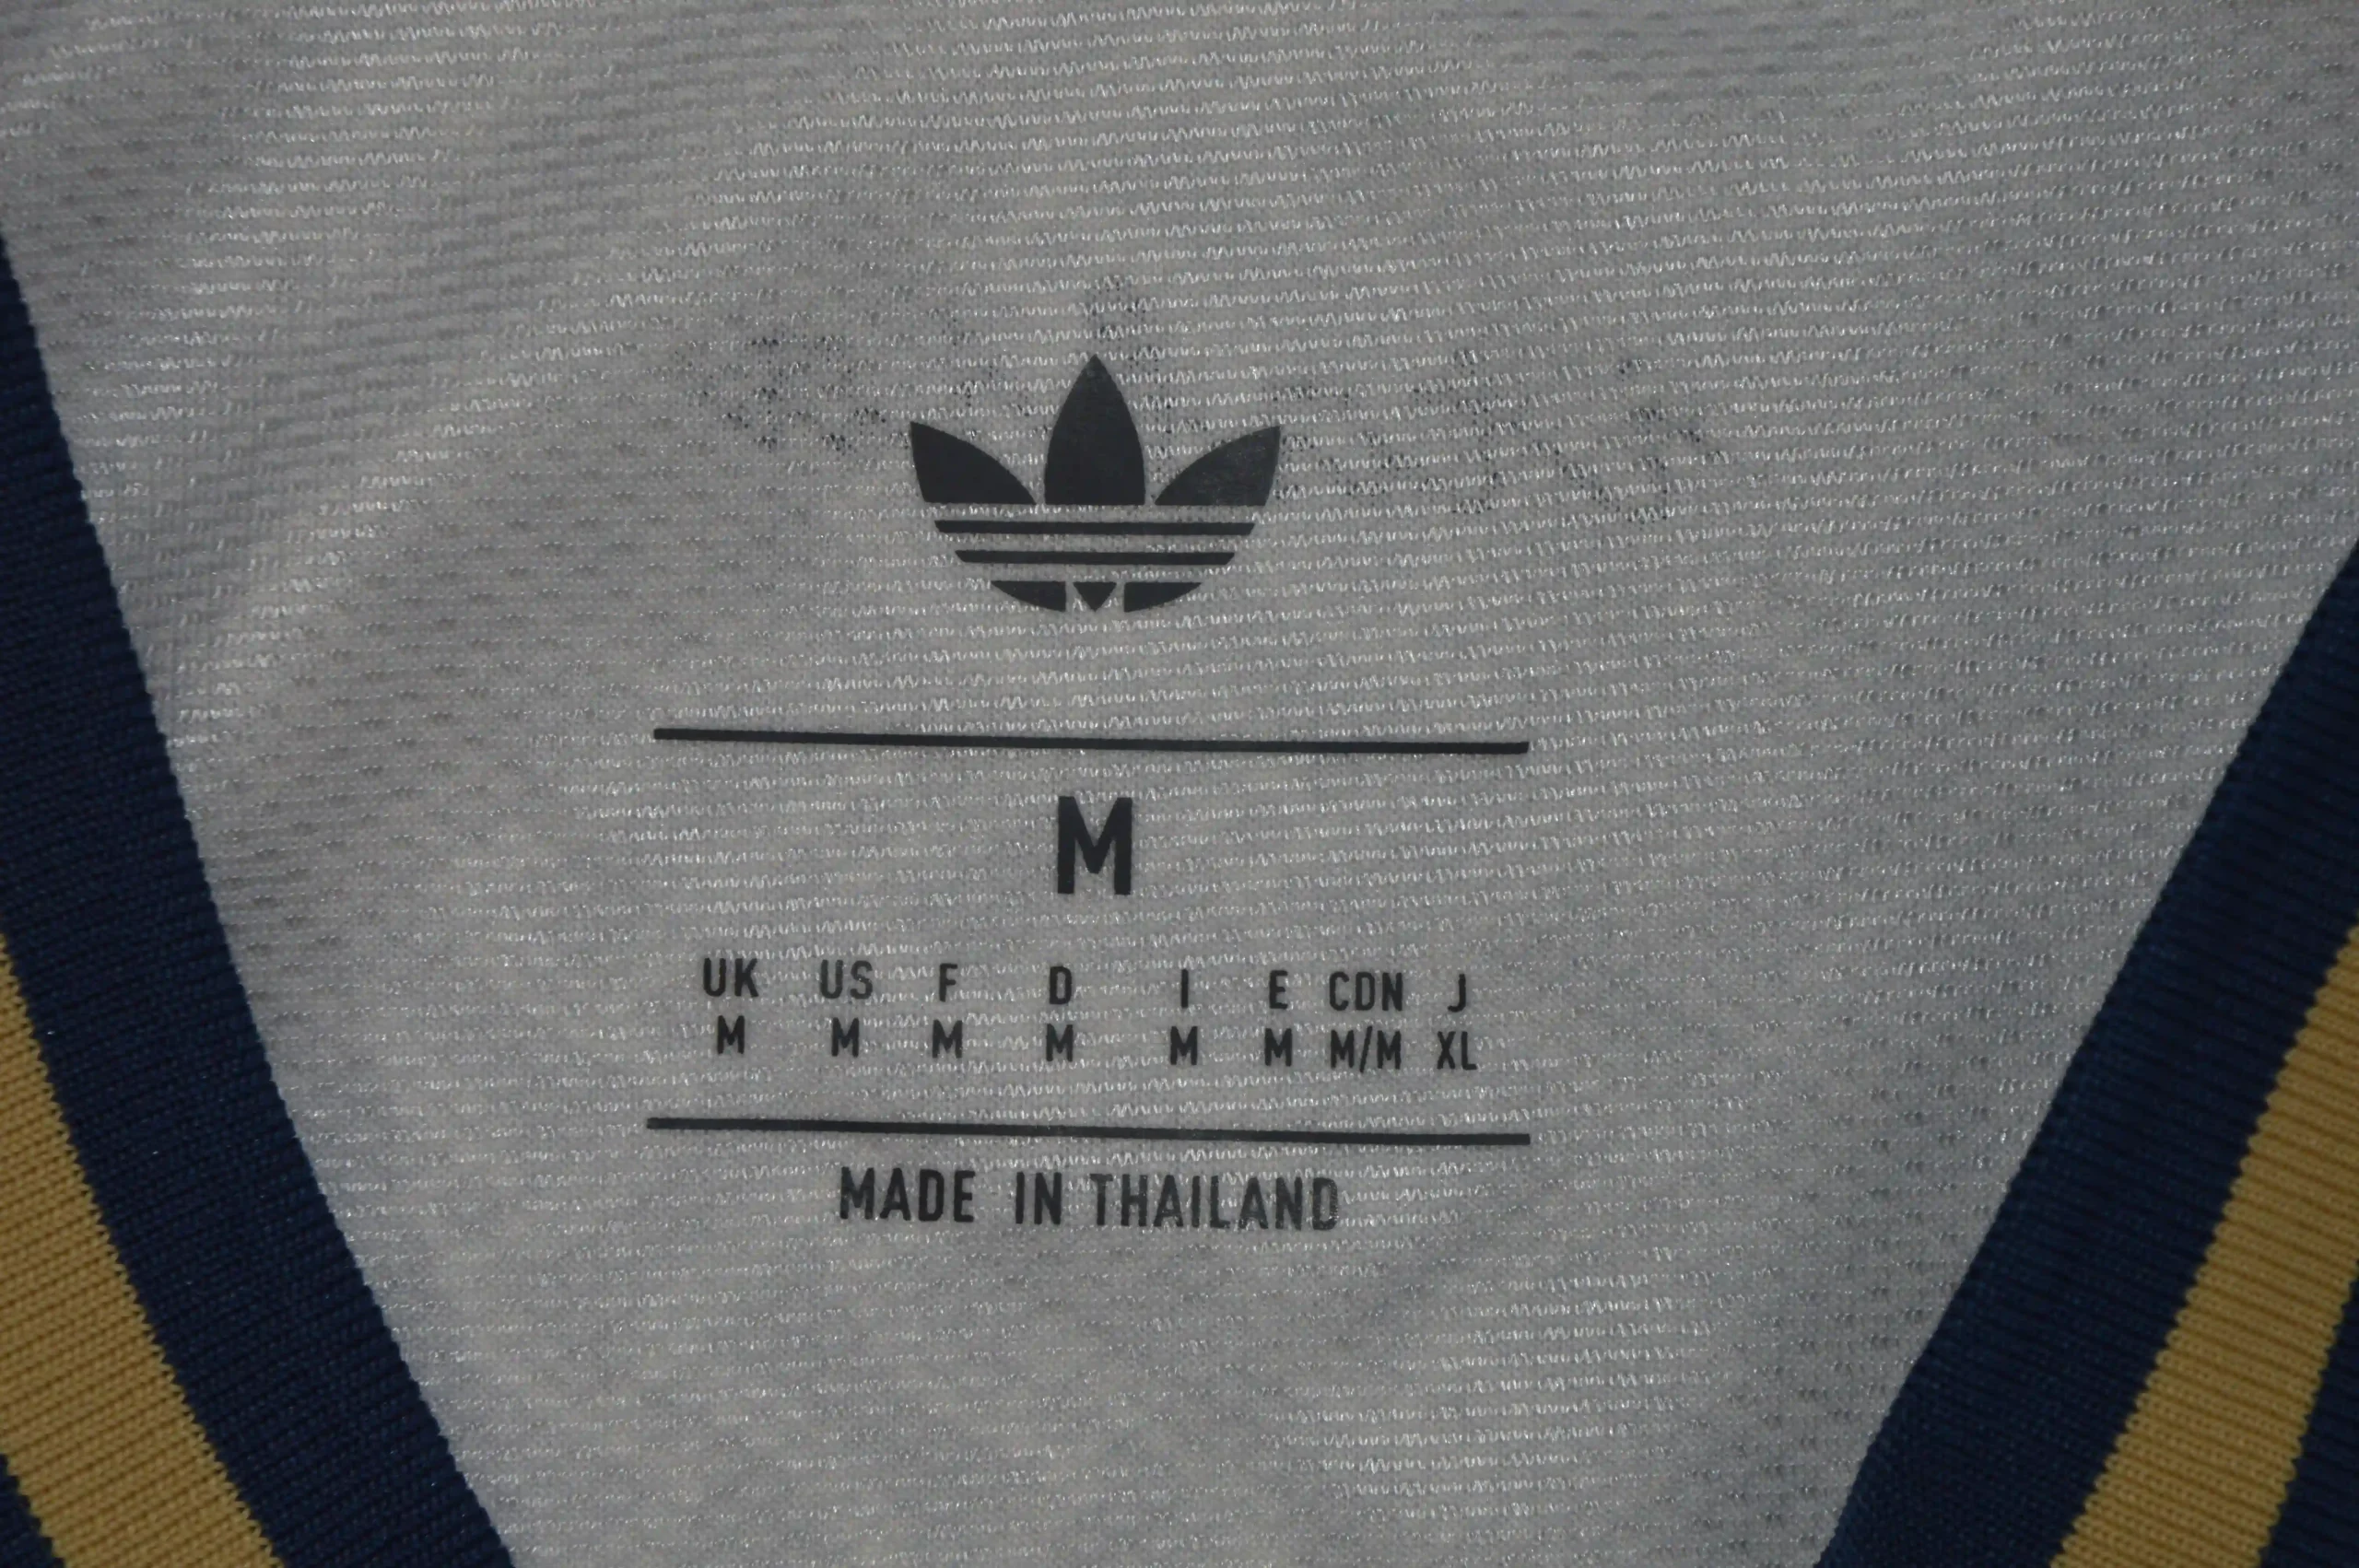 M
UK US F D I E CDN J
M M M M M M M/M XL
MADE IN THAILAND